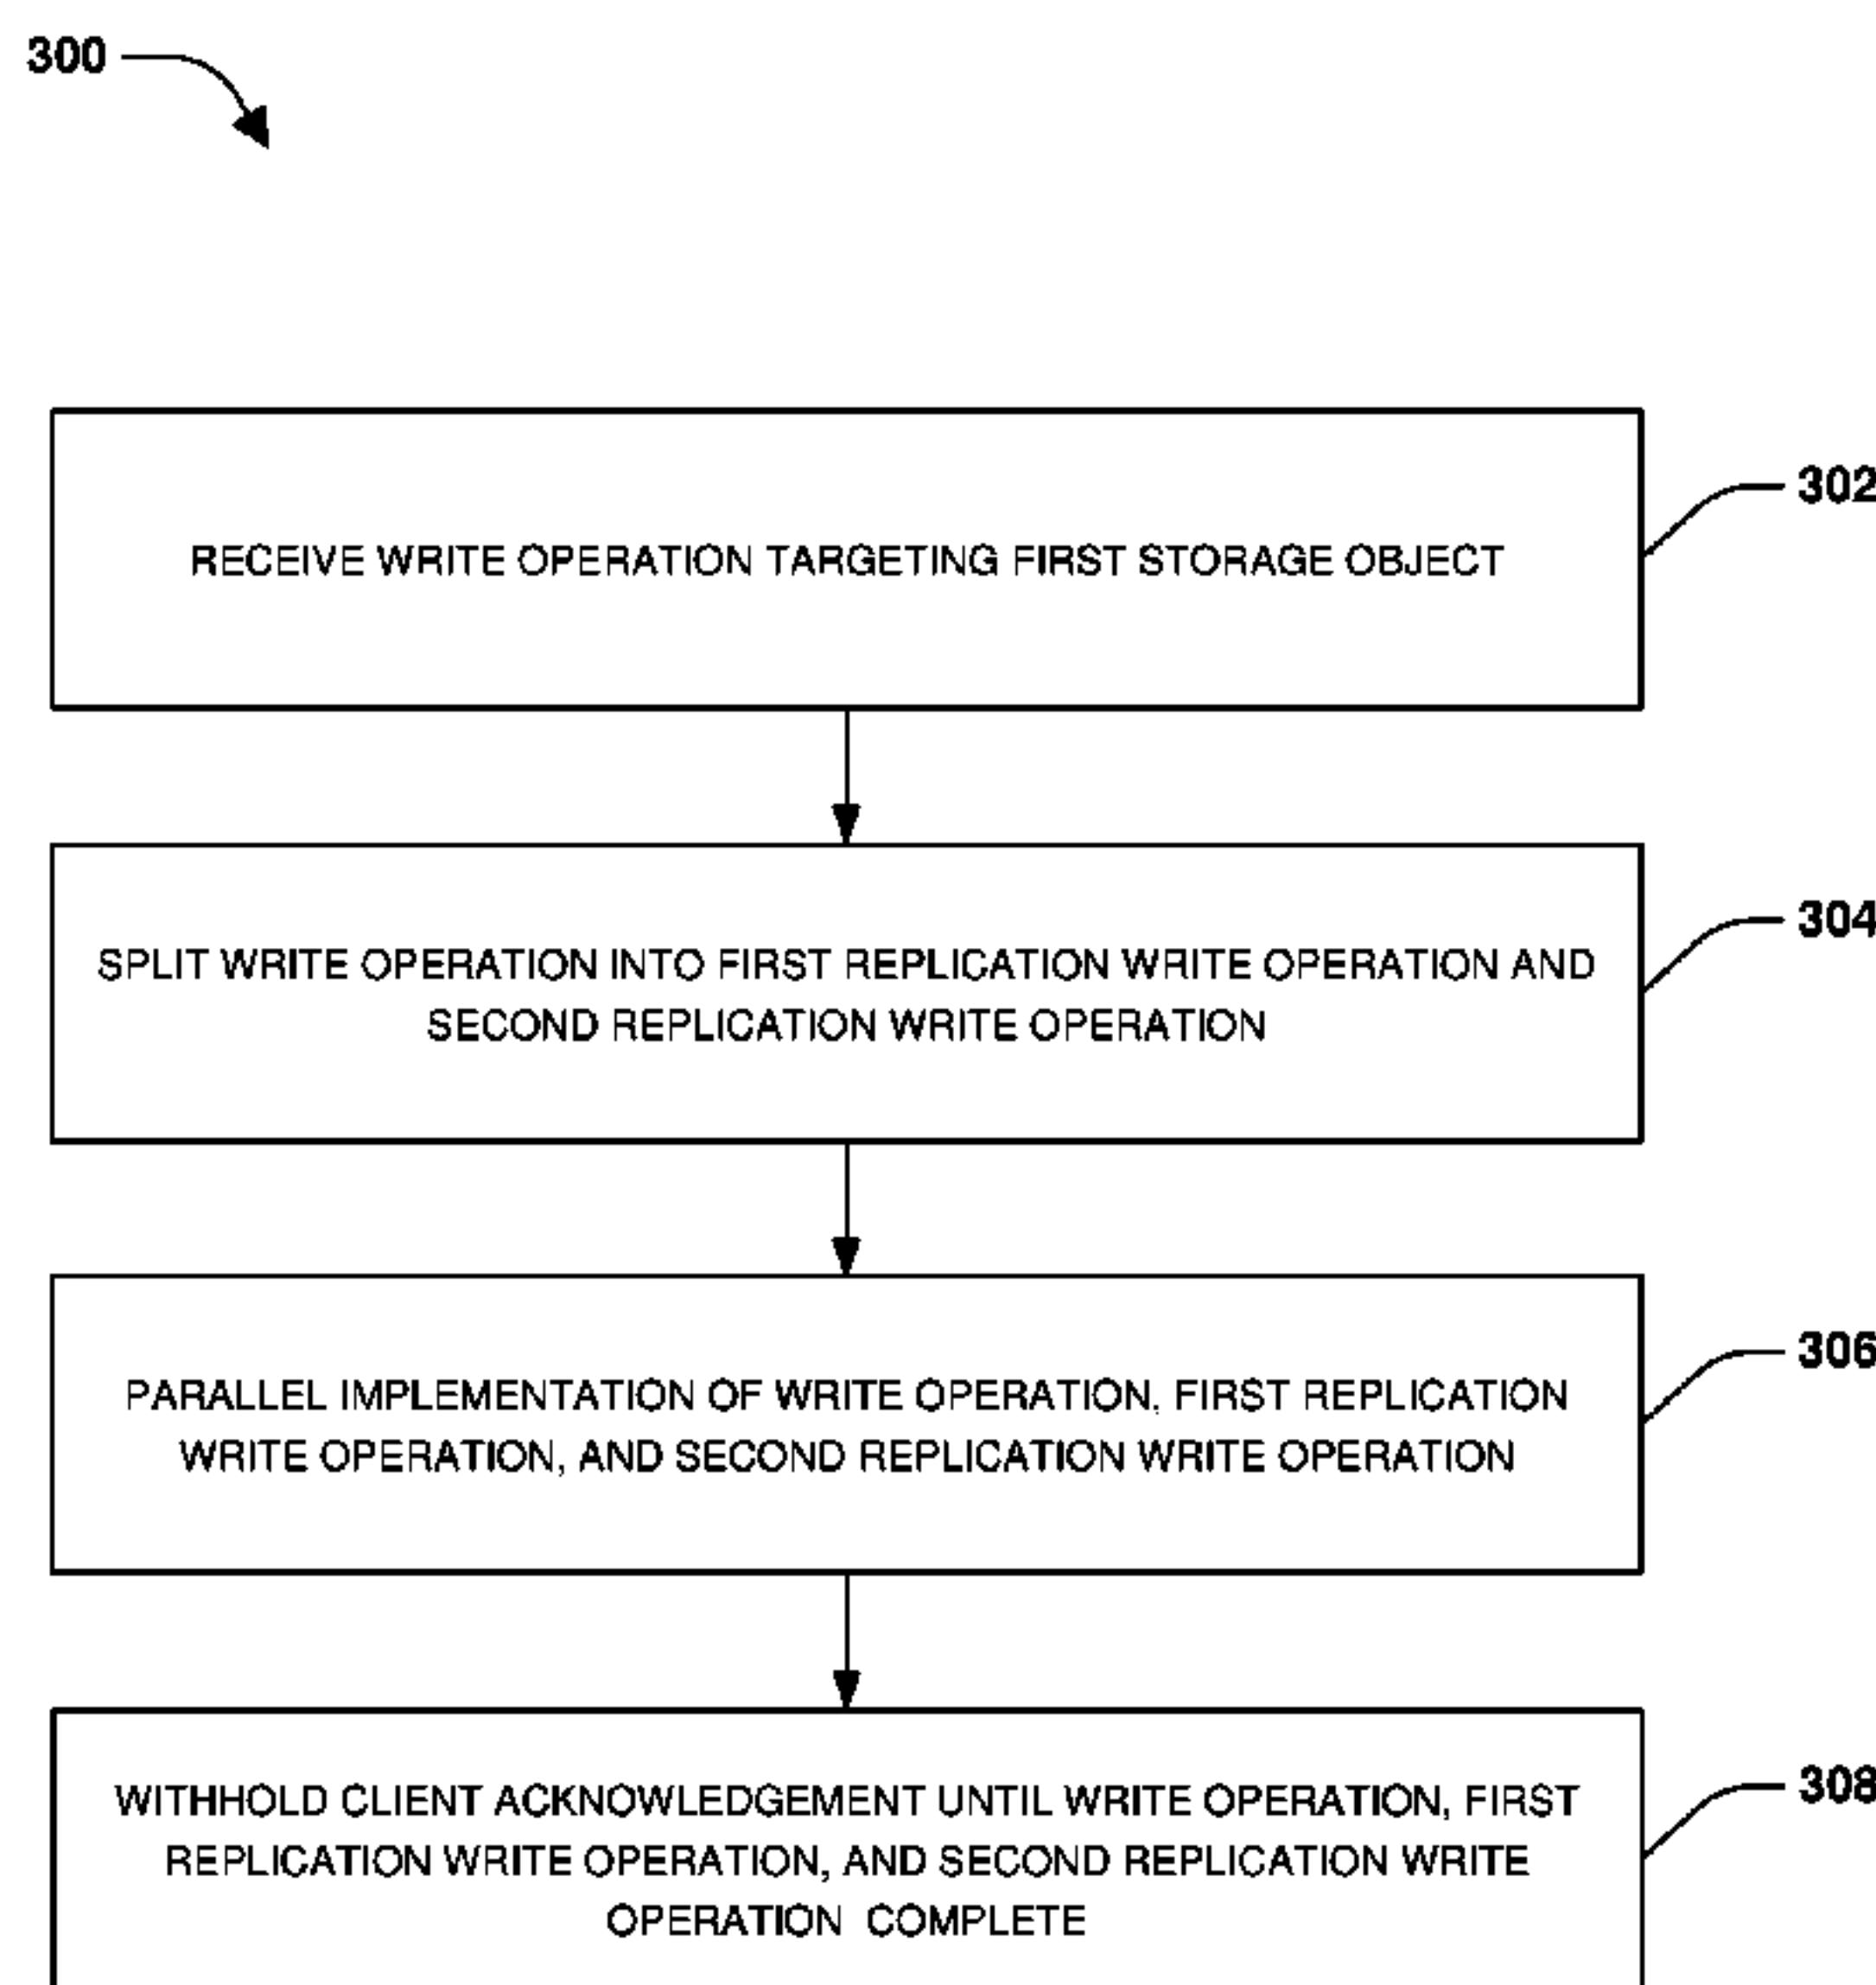 300
302
RECEIVE WRITE OPERATION TARGETING FIRST STORAGE OBJECT
304
SPLIT WRITE OPERATION INTO FIRST REPLICATION WRITE OPERATION AND
SECOND REPLICATION WRITE OPERATION
306
PARALLEL IMPLEMENTATION OF WRITE OPERATION, FIRST REPLICATION
WRITE OPERATION, AND SECOND REPLICATION WRITE OPERATION
308
WITHHOLD CLIENT ACKNOWLEDGEMENT UNTIL WRITE OPERATION, FIRST
REPLICATION WRITE OPERATION, AND SECOND REPLICATION WRITE
OPERATION COMPLETE